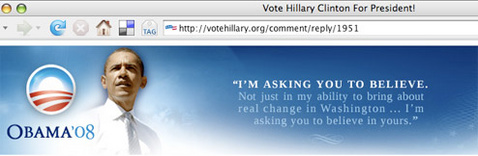 Vote Hillary Clinton For President!
TAG
http://votehillary.org/comment/reply/1951
“I’M ASKING YOU TO BELIEVE.
Not just in my ability to bring about
real change in Washington ... I’m
asking you to believe in yours.”
OBAMA’08